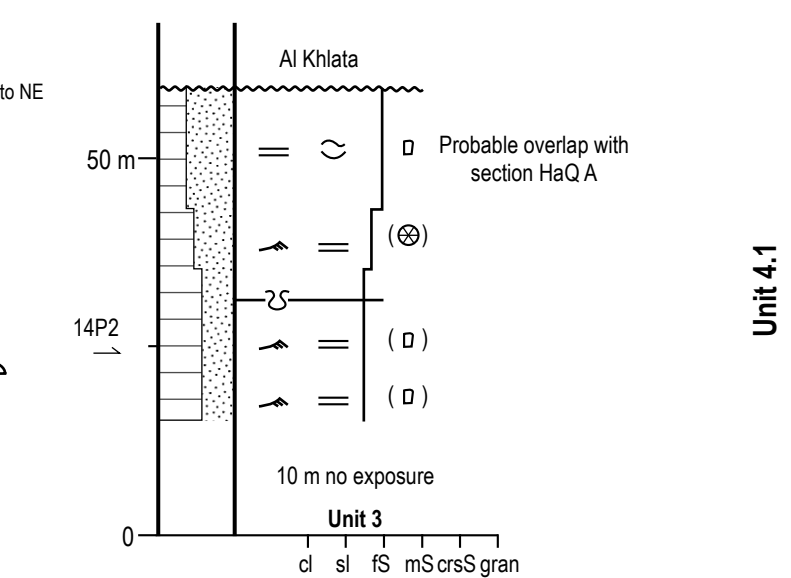 Al Khlata
to NE
50 m
Probable overlap with
section HaQ A
14P2
Unit 4.1
10 m no exposure
Unit 3
0
cl sl fS mS crsS gran